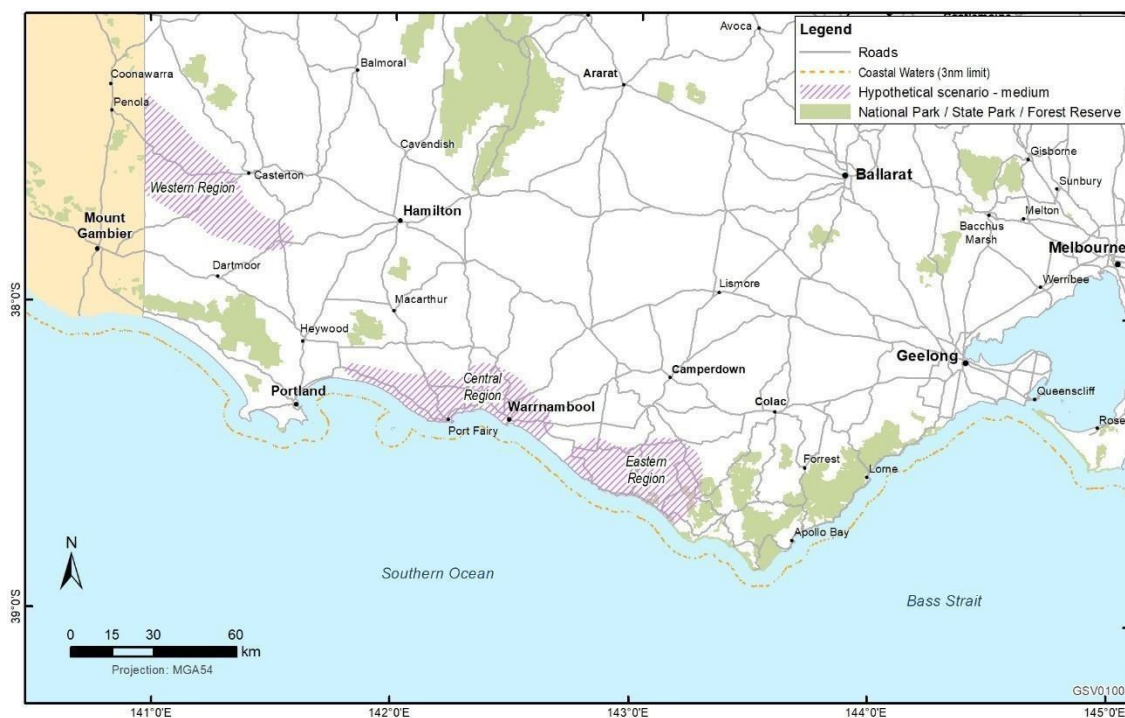 Avoca
Legend
Roads
Coastal Waters (3nm limit)
Hypothetical scenario - medium
National Park / State Park / Forest Reserve
Coonawarra
Balmoral
Ararat
Penola
Cavendish
Gisborne
Western Region
Casterton
Ballarat
Sunbury
Mount
Gambier
Hamilton
Melton
Bacchus
Marsh
Melbourne
Dartmoor
Macarthur
Lismore
Werribee
38°0'S
Heywood
Geelong
Portland
Central
Region
Camperdown
Warrnambool
Port Fairy
Colac
Queenscliff
Rose
Eastern
Region
Forrest
Lorne
Apollo Bay
N
Southern Ocean
Bass Strait
39°0'S
0 15 30 60
km
Projection: MGA54
GSV0100
141°0'E 142°0'E 143°0'E 144°0'E 145°0'E